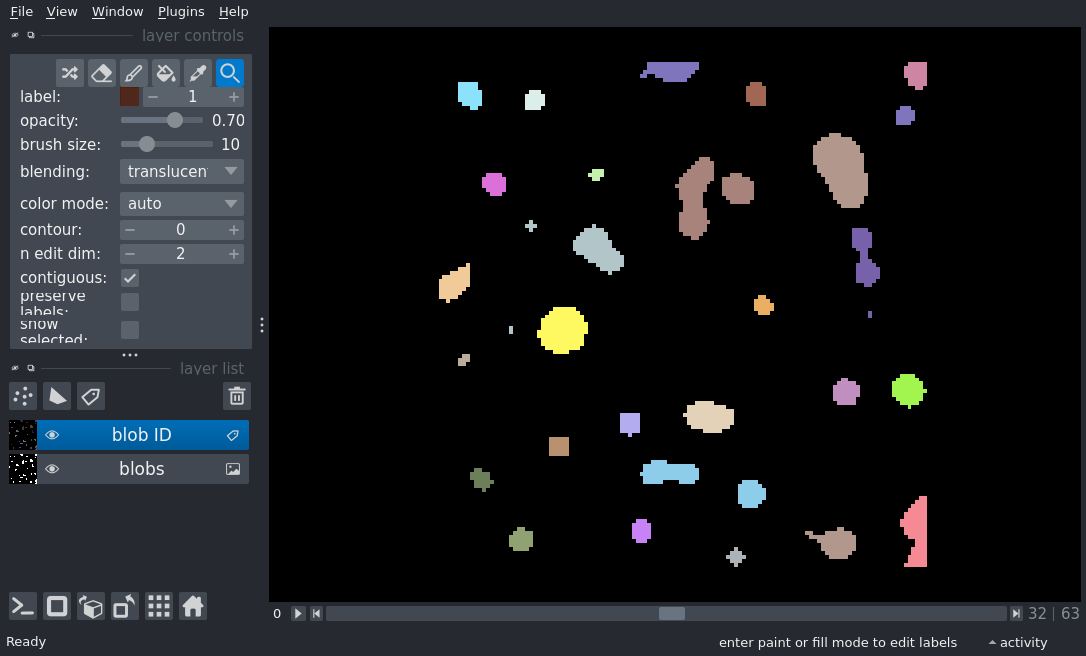 File View Window Plugins Help
layer controls
label: 1
opacity: 0.70
brush size: 10
blending: translucen
color mode: auto
contour: 0
n edit dim: 2
contiguous:
preserve
labels:
show
selected:
layer list
blob ID
blobs
0 32 | 63
Ready enter paint or fill mode to edit labels activity